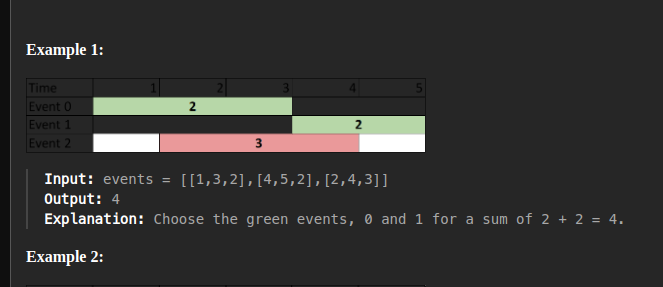 Example 1:
Time 1 2 3 4 5
Event 0 2
Event 1 2
Event 2 3
Input: events = [[1,3,2],[4,5,2],[2,4,3]]
Output: 4
Explanation: Choose the green events, 0 and 1 for a sum of 2 + 2 = 4.
Example 2: